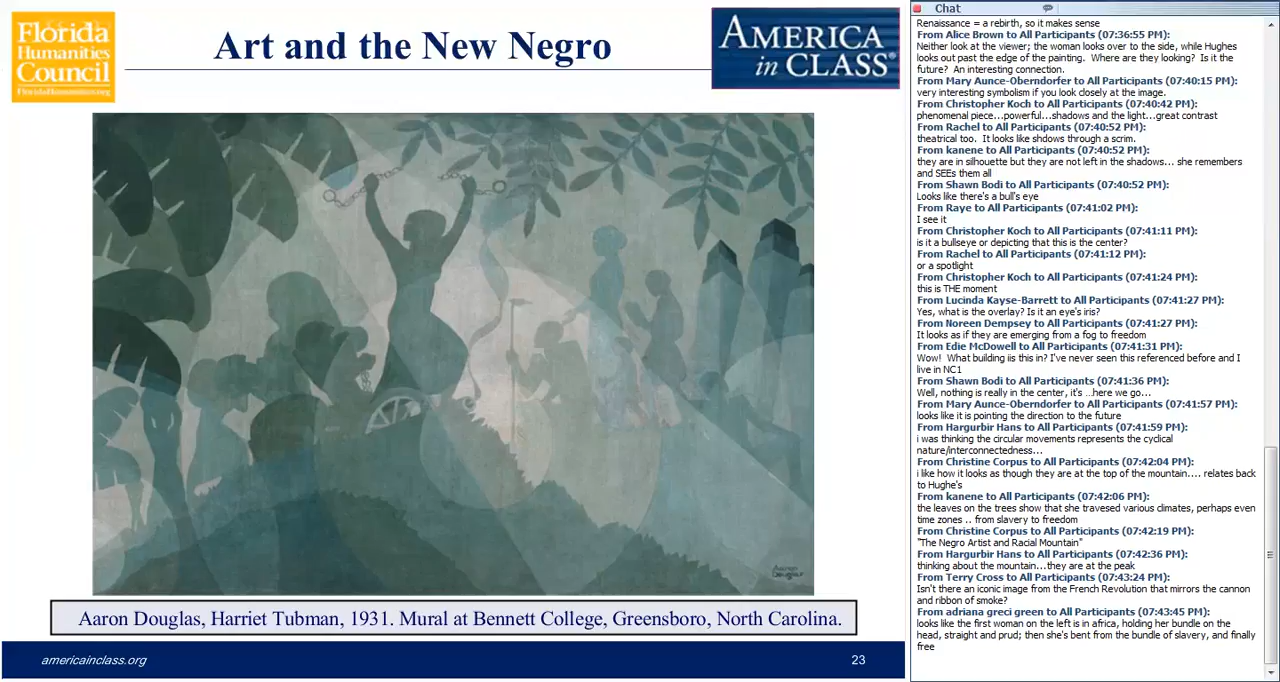 Florida
Humanities
Council
FloridaHumanities.org
Art and the New Negro
AMERICA
in CLASS®
Aaron
Douglas
Aaron Douglas, Harriet Tubman, 1931. Mural at Bennett College, Greensboro, North Carolina.
americainclass.org
23
Chat
Renaissance = a rebirth, so it makes sense
From Alice Brown to All Participants (07:36:55 PM):
Neither look at the viewer; the woman looks over to the side, while Hughes
looks out past the edge of the painting. Where are they looking? Is it the
future? An interesting connection.
From Mary Aunce-Oberndorfer to All Participants (07:40:15 PM):
very interesting symbolism if you look closely at the image.
From Christopher Koch to All Participants (07:40:42 PM):
phenomenal piece...powerful...shadows and the light...great contrast
From Rachel to All Participants (07:40:52 PM):
theatrical too. It looks like shdows through a scrim.
From kanene to All Participants (07:40:52 PM):
they are in silhouette but they are not left in the shadows... she remembers
and SEEs them all
From Shawn Bodi to All Participants (07:40:52 PM):
Looks like there's a bull's eye
From Raye to All Participants (07:41:02 PM):
I see it
From Christopher Koch to All Participants (07:41:11 PM):
is it a bullseye or depicting that this is the center?
From Rachel to All Participants (07:41:12 PM):
or a spotlight
From Christopher Koch to All Participants (07:41:24 PM):
this is THE moment
From Lucinda Kayse-Barrett to All Participants (07:41:27 PM):
Yes, what is the overlay? Is it an eye's iris?
From Noreen Dempsey to All Participants (07:41:27 PM):
It looks as if they are emerging from a fog to freedom
From Edie McDowell to All Participants (07:41:31 PM):
Wow! What building iis this in? I've never seen this referenced before and I
live in NC1
From Shawn Bodi to All Participants (07:41:36 PM):
Well, nothing is really in the center, it's ...here we go...
From Mary Aunce-Oberndorfer to All Participants (07:41:57 PM):
looks like it is pointing the direction to the future
From Hargurbir Hans to All Participants (07:41:59 PM):
i was thinking the circular movements represents the cyclical
nature/interconnectedness...
From Christine Corpus to All Participants (07:42:04 PM):
i like how it looks as though they are at the top of the mountain.... relates back
to Hughe's
From kanene to All Participants (07:42:06 PM):
the leaves on the trees show that she travesed various climates, perhaps even
time zones .. from slavery to freedom
From Christine Corpus to All Participants (07:42:19 PM):
"The Negro Artist and Racial Mountain"
From Hargurbir Hans to All Participants (07:42:36 PM):
thinking about the mountain...they are at the peak
From Terry Cross to All Participants (07:43:24 PM):
Isn't there an iconic image from the French Revolution that mirrors the cannon
and ribbon of smoke?
From adriana greci green to All Participants (07:43:45 PM):
looks like the first woman on the left is in africa, holding her bundle on the
head, straight and prud; then she's bent from the bundle of slavery, and finally
free